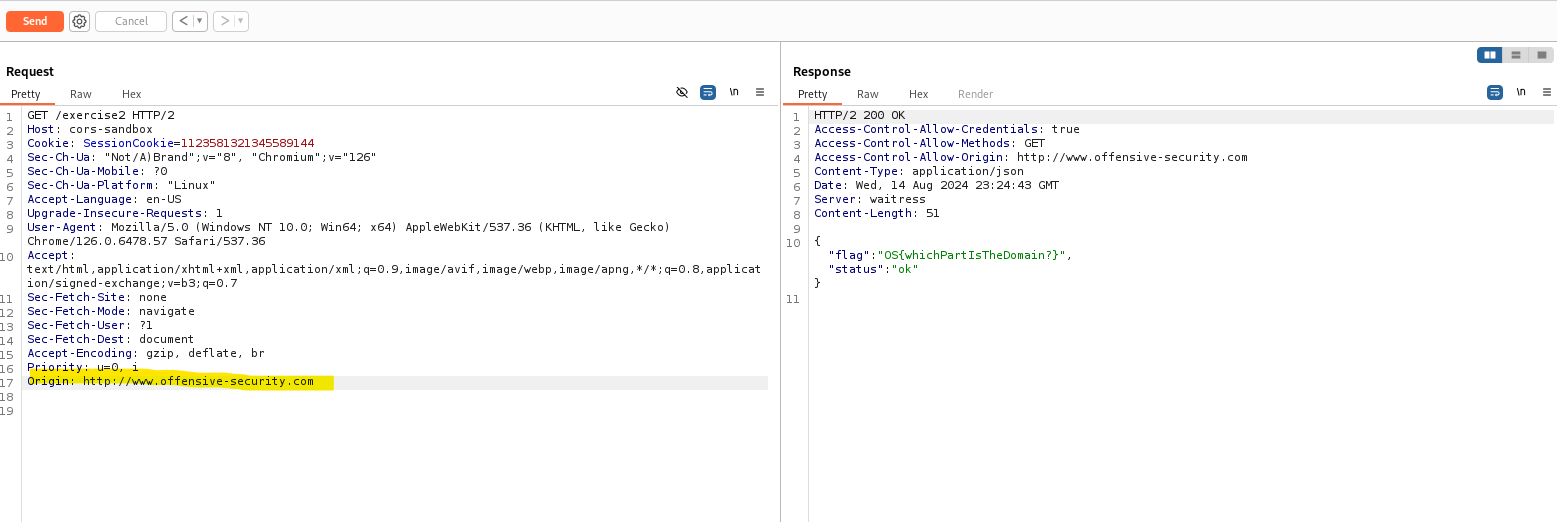 Send
Cancel
<
>
Request
Pretty Raw Hex
\n
1 GET /exercise2 HTTP/2
2 Host: cors-sandbox
3 Cookie: SessionCookie=1123581321345589144
4 Sec-Ch-Ua: "Not/A)Brand";v="8", "Chromium";v="126"
5 Sec-Ch-Ua-Mobile: ?0
6 Sec-Ch-Ua-Platform: "Linux"
7 Accept-Language: en-US
8 Upgrade-Insecure-Requests: 1
9 User-Agent: Mozilla/5.0 (Windows NT 10.0; Win64; x64) AppleWebKit/537.36 (KHTML, like Gecko)
Chrome/126.0.6478.57 Safari/537.36
10 Accept:
text/html,application/xhtml+xml,application/xml;q=0.9,image/avif,image/webp,image/apng,*/*;q=0.8,applicat
ion/signed-exchange;v=b3;q=0.7
11 Sec-Fetch-Site: none
12 Sec-Fetch-Mode: navigate
13 Sec-Fetch-User: ?1
14 Sec-Fetch-Dest: document
15 Accept-Encoding: gzip, deflate, br
16 Priority: u=0, i
17 Origin: http://www.offensive-security.com
18
19
Response
Pretty Raw Hex Render
\n
1 HTTP/2 200 OK
2 Access-Control-Allow-Credentials: true
3 Access-Control-Allow-Methods: GET
4 Access-Control-Allow-Origin: http://www.offensive-security.com
5 Content-Type: application/json
6 Date: Wed, 14 Aug 2024 23:24:43 GMT
7 Server: waitress
8 Content-Length: 51
9
10 {
"flag":"OS{whichPartIsTheDomain?}",
"status":"ok"
}
11